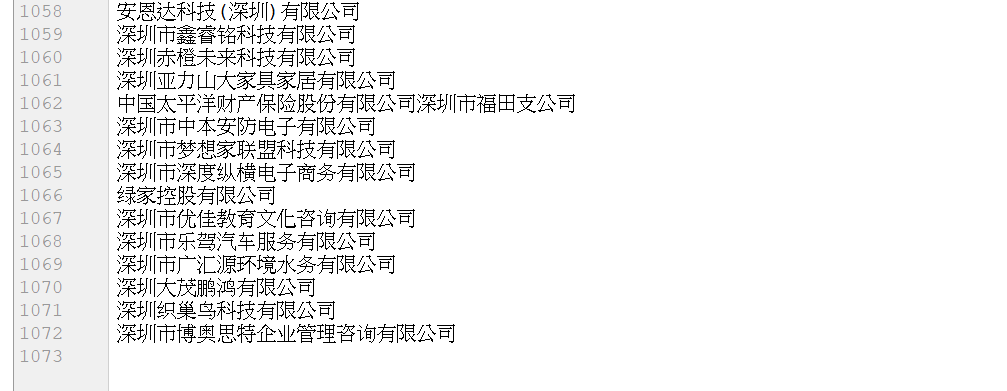 1058 安恩达科技(深圳)有限公司
1059 深圳市鑫睿铭科技有限公司
1060 深圳赤橙未来科技有限公司
1061 深圳亚力山大家具家居有限公司
1062 中国太平洋财产保险股份有限公司深圳市福田支公司
1063 深圳市中本安防电子有限公司
1064 深圳市梦想家联盟科技有限公司
1065 深圳市深度纵横电子商务有限公司
1066 绿家控股有限公司
1067 深圳市优佳教育文化咨询有限公司
1068 深圳市乐驾汽车服务有限公司
1069 深圳市广汇源环境水务有限公司
1070 深圳大茂鹏鸿有限公司
1071 深圳织巢鸟科技有限公司
1072 深圳市博奥思特企业管理咨询有限公司
1073